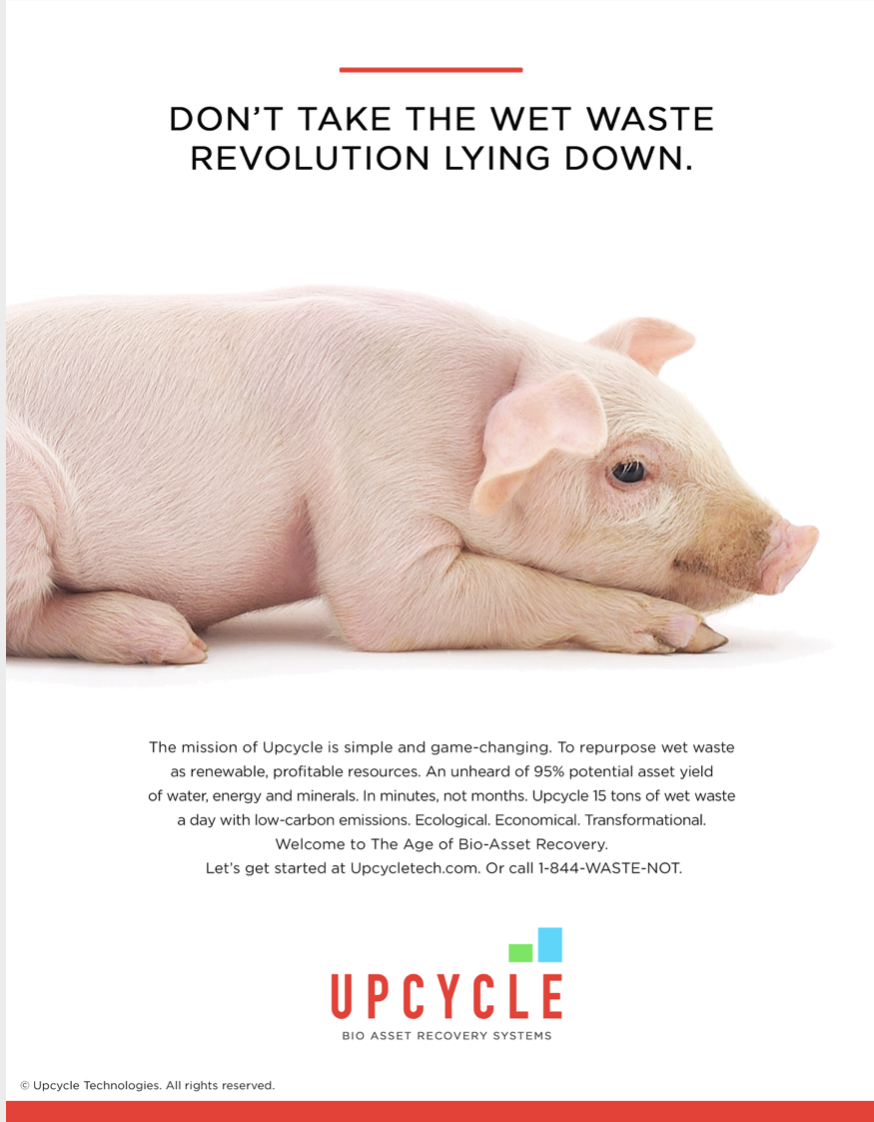 DON'T TAKE THE WET WASTE
REVOLUTION LYING DOWN.
The mission of Upcycle is simple and game-changing. To repurpose wet waste
as renewable, profitable resources. An unheard of 95% potential asset yield
of water, energy and minerals. In minutes, not months. Upcycle 15 tons of wet waste
a day with low-carbon emissions. Ecological. Economical. Transformational.
Welcome to The Age of Bio-Asset Recovery.
Let's get started at Upcycletech.com. Or call 1-844-WASTE-NOT.
UPCYCLE
BIO ASSET RECOVERY SYSTEMS
© Upcycle Technologies. All rights reserved.